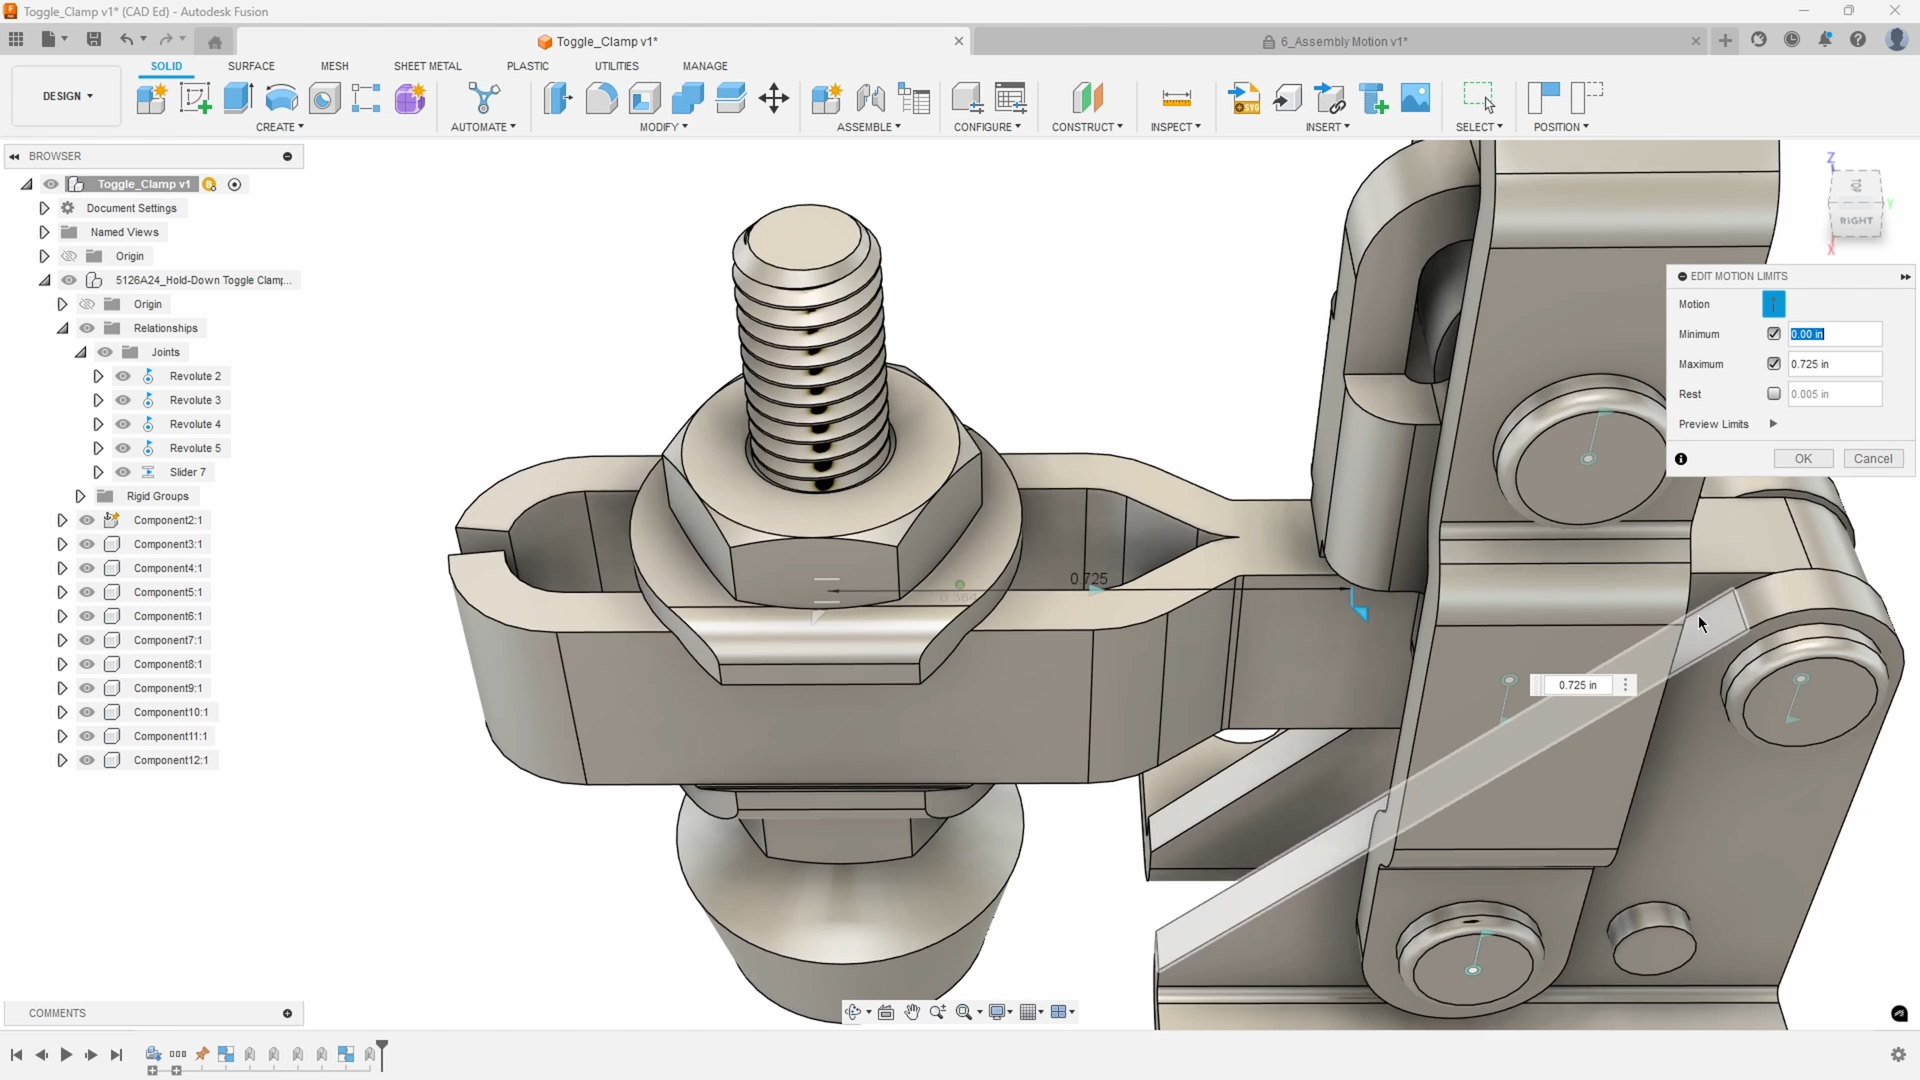 Toggle_Clamp v1* (CAD Ed) - Autodesk Fusion
Toggle_Clamp v1*
6_Assembly Motion v1*
DESIGN
SOLID
SURFACE
MESH
SHEET METAL
PLASTIC
UTILITIES
MANAGE
CREATE
AUTOMATE
MODIFY
ASSEMBLE
CONFIGURE
CONSTRUCT
INSPECT
INSERT
SELECT
POSITION
BROWSER
Toggle_Clamp v1
Document Settings
Named Views
Origin
5126A24_Hold-Down Toggle Clamp...
Origin
Relationships
Joints
Revolute 2
Revolute 3
Revolute 4
Revolute 5
Slider 7
Rigid Groups
Component2:1
Component3:1
Component4:1
Component5:1
Component6:1
Component7:1
Component8:1
Component9:1
Component10:1
Component11:1
Component12:1
Z
TOP
RIGHT
Y
X
EDIT MOTION LIMITS
Motion
Minimum 0.00 in
Maximum 0.725 in
Rest 0.005 in
Preview Limits
OK Cancel
0.725
0.364
0.725 in
COMMENTS